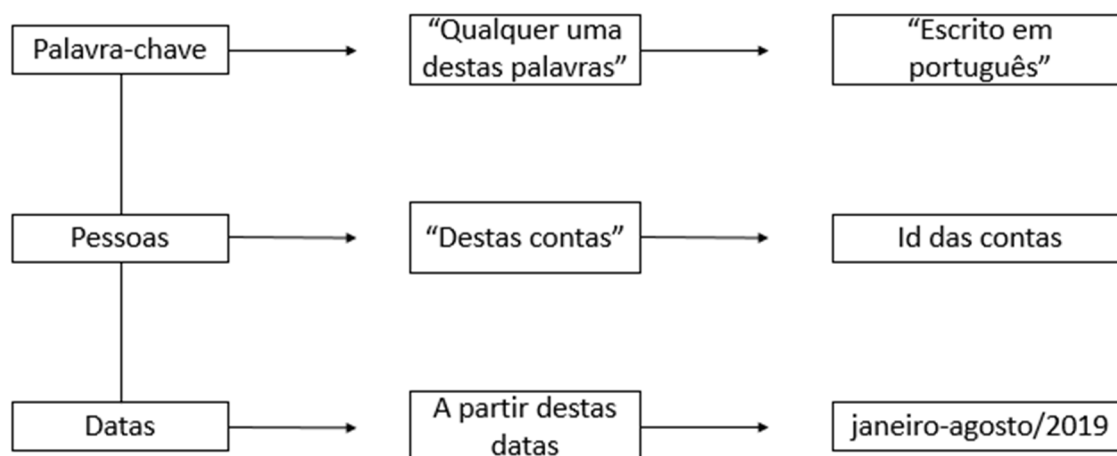 Palavra-chave
“Qualquer uma
destas palavras”
“Escrito em
português”
Pessoas
“Destas contas”
Id das contas
Datas
A partir destas
datas
janeiro-agosto/2019